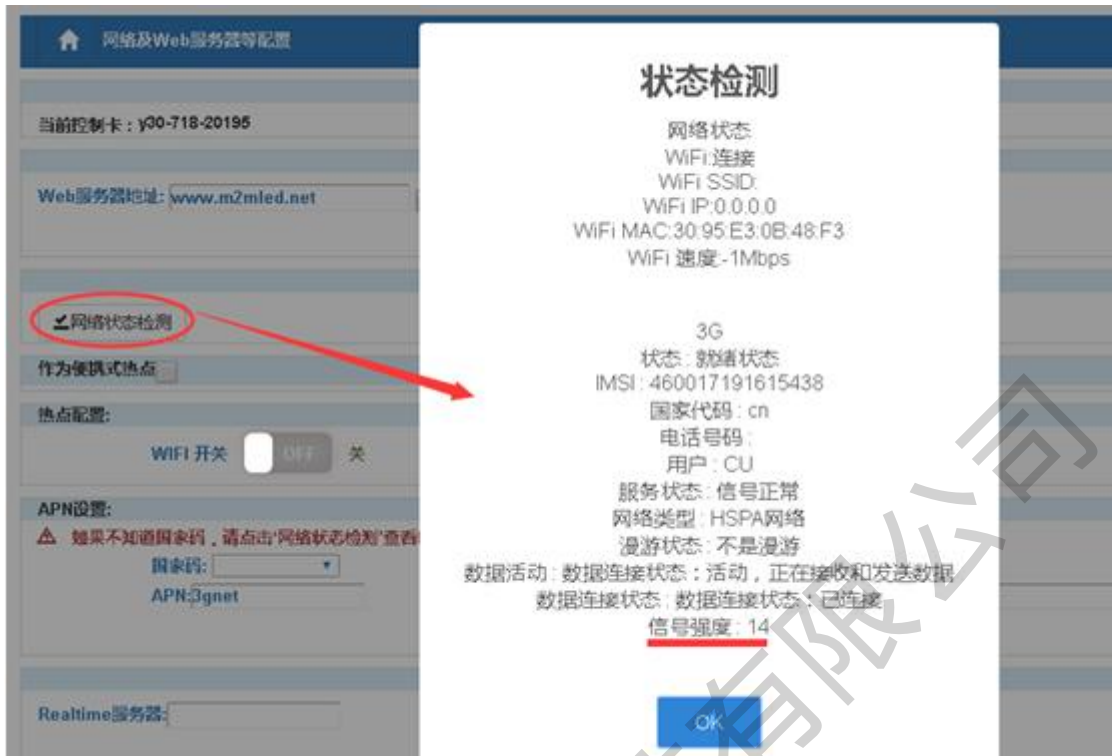 网络及Web服务器等配置
当前控制卡：y30-718-20195
Web服务器地址: www.m2mled.net
网络状态检测
作为便携式热点
热点配置:
WIFI 开关 OFF 关
APN设置:
如果不知道国家码，请点击'网络状态检测'查看
国家码:
APN:3gnet
Realtime服务器:
状态检测
网络状态
WiFi:连接
WiFi SSID:
WiFi IP:0.0.0.0
WiFi MAC:30:95:E3:0B:48:F3
WiFi 速度:-1Mbps
3G
状态 : 就绪状态
IMSI : 460017191615438
国家代码 : cn
电话号码 :
用户 : CU
服务状态 : 信号正常
网络类型 : HSPA网络
漫游状态 : 不是漫游
数据活动 : 数据连接状态：活动，正在接收和发送数据
数据连接状态 : 数据连接状态：已连接
信号强度 : 14
OK
有限公司